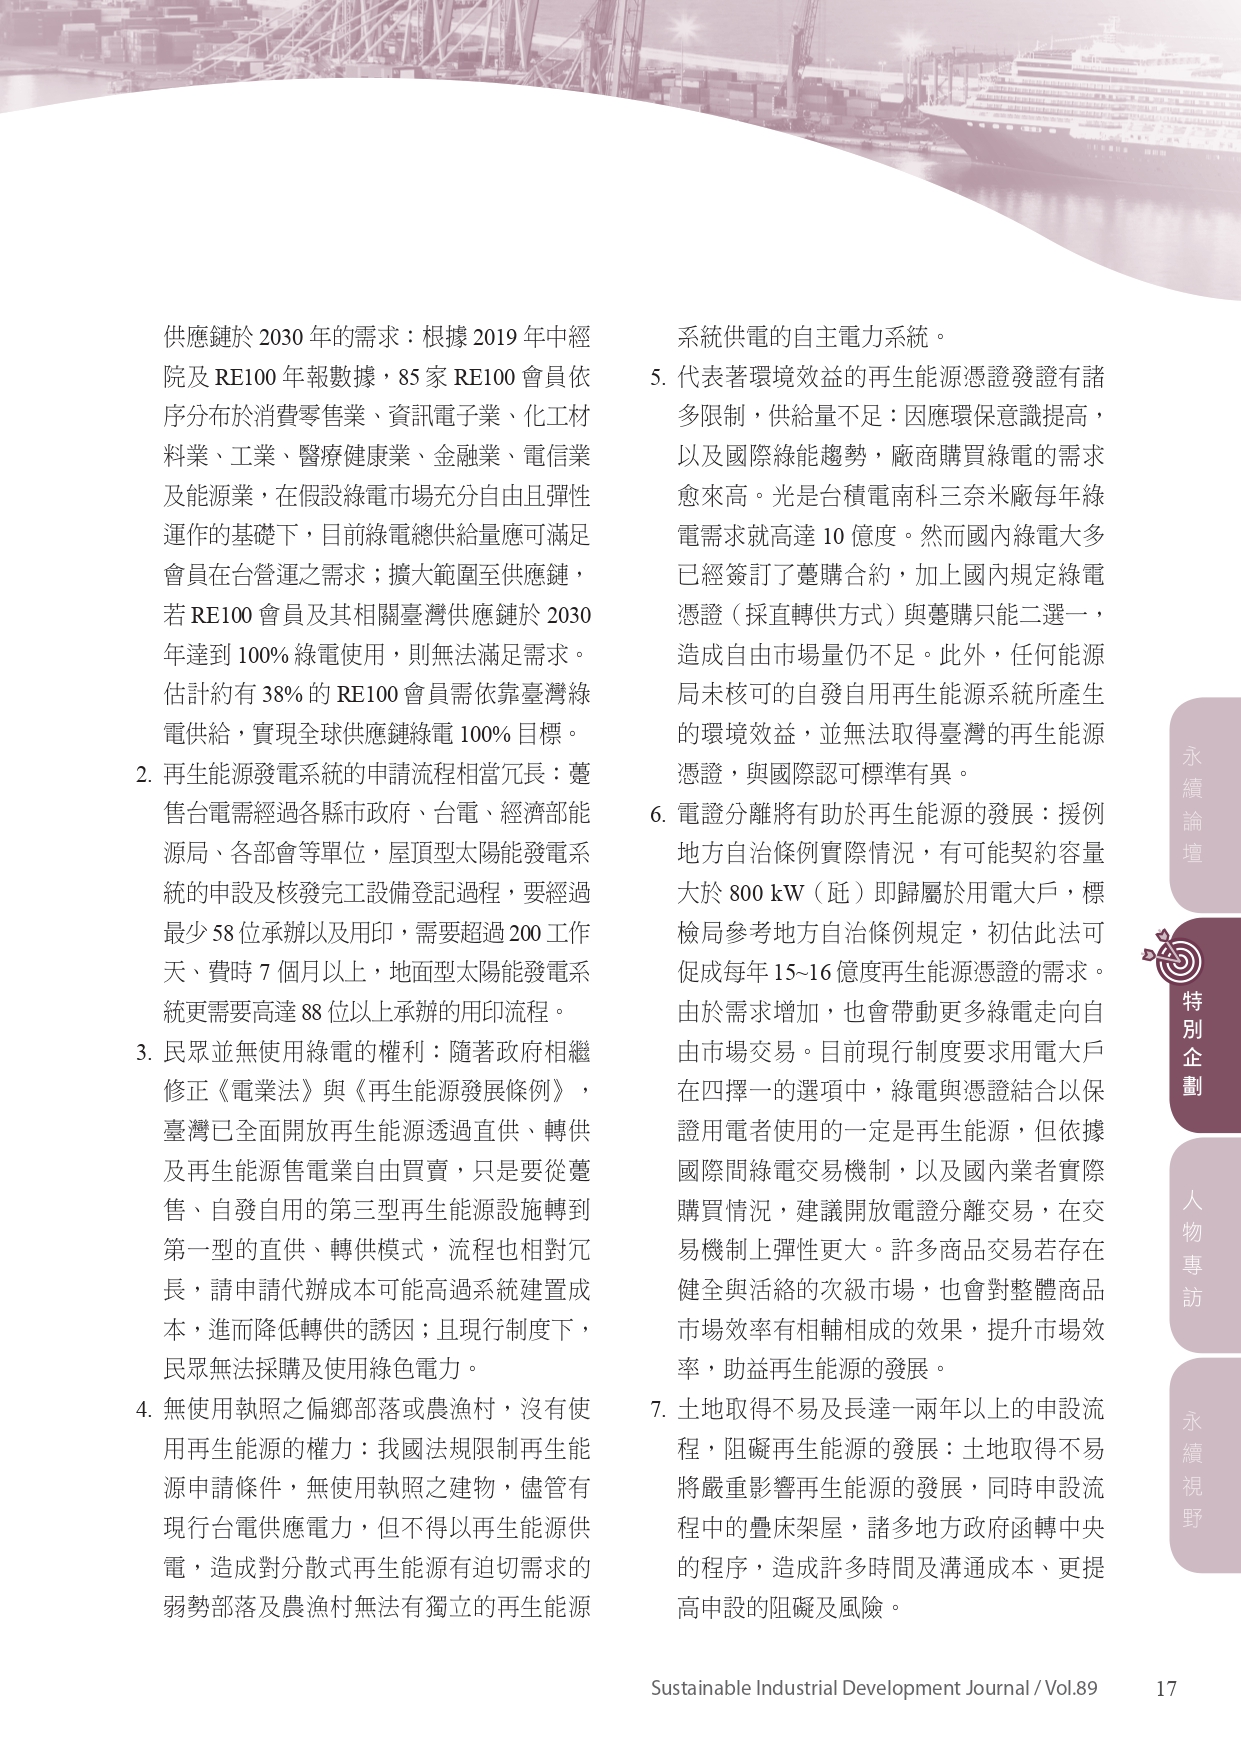 供應鏈於 2030 年的需求：根據 2019 年中經
院及 RE100 年報數據，85 家 RE100 會員依
序分布於消費零售業、資訊電子業、化工材
料業、工業、醫療健康業、金融業、電信業
及能源業，在假設綠電市場充分自由且彈性
運作的基礎下，目前綠電總供給量應可滿足
會員在台營運之需求；擴大範圍至供應鏈，
若 RE100 會員及其相關臺灣供應鏈於 2030
年達到 100% 綠電使用，則無法滿足需求。
估計約有 38% 的 RE100 會員需依靠臺灣綠
電供給，實現全球供應鏈綠電 100% 目標。
2. 再生能源發電系統的申請流程相當冗長：躉
售台電需經過各縣市政府、台電、經濟部能
源局、各部會等單位，屋頂型太陽能發電系
統的申設及核發完工設備登記過程，要經過
最少 58 位承辦以及用印，需要超過 200 工作
天、費時 7 個月以上，地面型太陽能發電系
統更需要高達 88 位以上承辦的用印流程。
3. 民眾並無使用綠電的權利：隨著政府相繼
修正《電業法》與《再生能源發展條例》，
臺灣已全面開放再生能源透過直供、轉供
及再生能源售電業自由買賣，只是要從躉
售、自發自用的第三型再生能源設施轉到
第一型的直供、轉供模式，流程也相對冗
長，請申請代辦成本可能高過系統建置成
本，進而降低轉供的誘因；且現行制度下，
民眾無法採購及使用綠色電力。
4. 無使用執照之偏鄉部落或農漁村，沒有使
用再生能源的權力：我國法規限制再生能
源申請條件，無使用執照之建物，儘管有
現行台電供應電力，但不得以再生能源供
電，造成對分散式再生能源有迫切需求的
弱勢部落及農漁村無法有獨立的再生能源
系統供電的自主電力系統。
5. 代表著環境效益的再生能源憑證發證有諸
多限制，供給量不足：因應環保意識提高，
以及國際綠能趨勢，廠商購買綠電的需求
愈來高。光是台積電南科三奈米廠每年綠
電需求就高達 10 億度。然而國內綠電大多
已經簽訂了躉購合約，加上國內規定綠電
憑證（採直轉供方式）與躉購只能二選一，
造成自由市場量仍不足。此外，任何能源
局未核可的自發自用再生能源系統所產生
的環境效益，並無法取得臺灣的再生能源
憑證，與國際認可標準有異。
6. 電證分離將有助於再生能源的發展：援例
地方自治條例實際情況，有可能契約容量
大於 800 kW（瓩）即歸屬於用電大戶，標
檢局參考地方自治條例規定，初估此法可
促成每年 15~16 億度再生能源憑證的需求。
由於需求增加，也會帶動更多綠電走向自
由市場交易。目前現行制度要求用電大戶
在四擇一的選項中，綠電與憑證結合以保
證用電者使用的一定是再生能源，但依據
國際間綠電交易機制，以及國內業者實際
購買情況，建議開放電證分離交易，在交
易機制上彈性更大。許多商品交易若存在
健全與活絡的次級市場，也會對整體商品
市場效率有相輔相成的效果，提升市場效
率，助益再生能源的發展。
7. 土地取得不易及長達一兩年以上的申設流
程，阻礙再生能源的發展：土地取得不易
將嚴重影響再生能源的發展，同時申設流
程中的疊床架屋，諸多地方政府函轉中央
的程序，造成許多時間及溝通成本、更提
高申設的阻礙及風險。
永續論壇
特別企劃
人物專訪
永續視野
Sustainable Industrial Development Journal / Vol.89
17